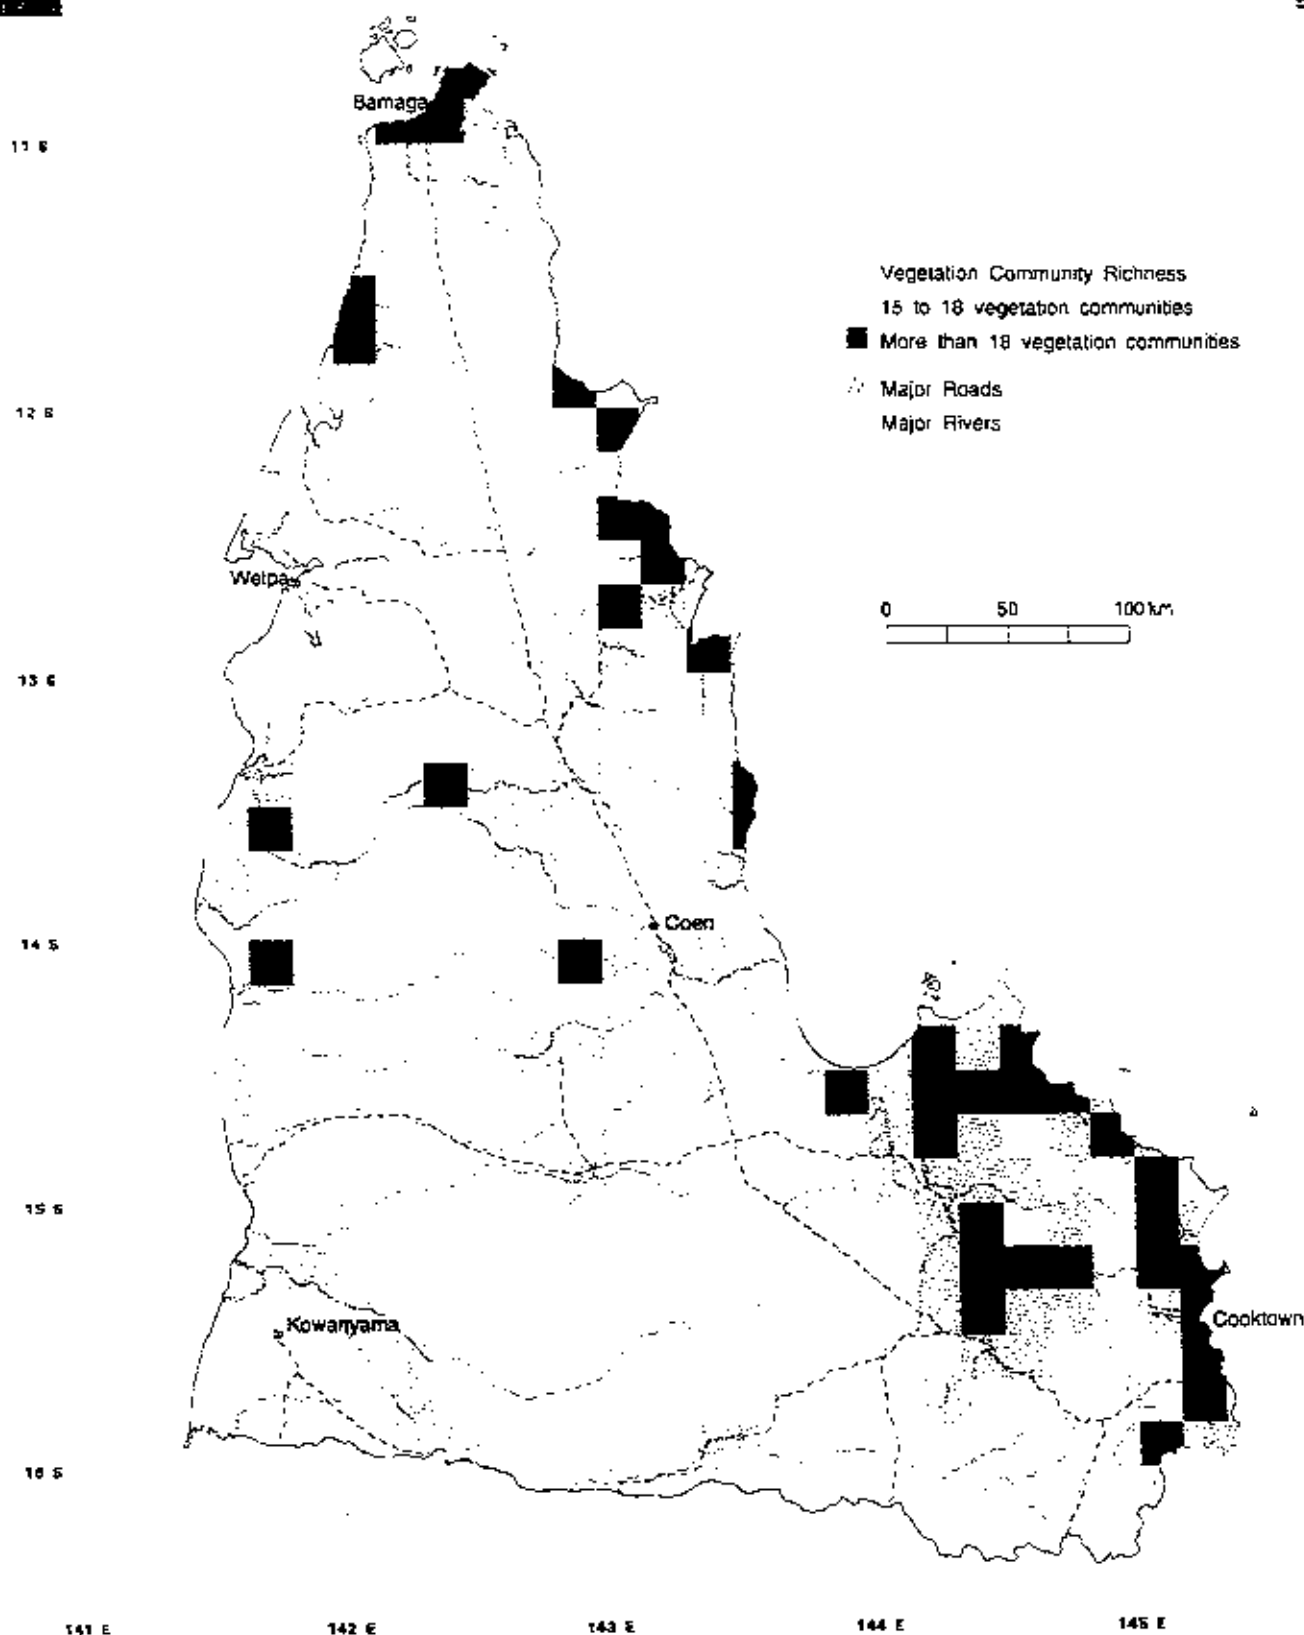 Bamaga
11 S
Vegetation Community Richness
15 to 18 vegetation communities
More than 18 vegetation communities
Major Roads
Major Rivers
12 S
Weipa
0 50 100 km
13 S
Coen
14 S
15 S
Cooktown
Kowanyama
16 S
141 E 142 E 143 E 144 E 145 E